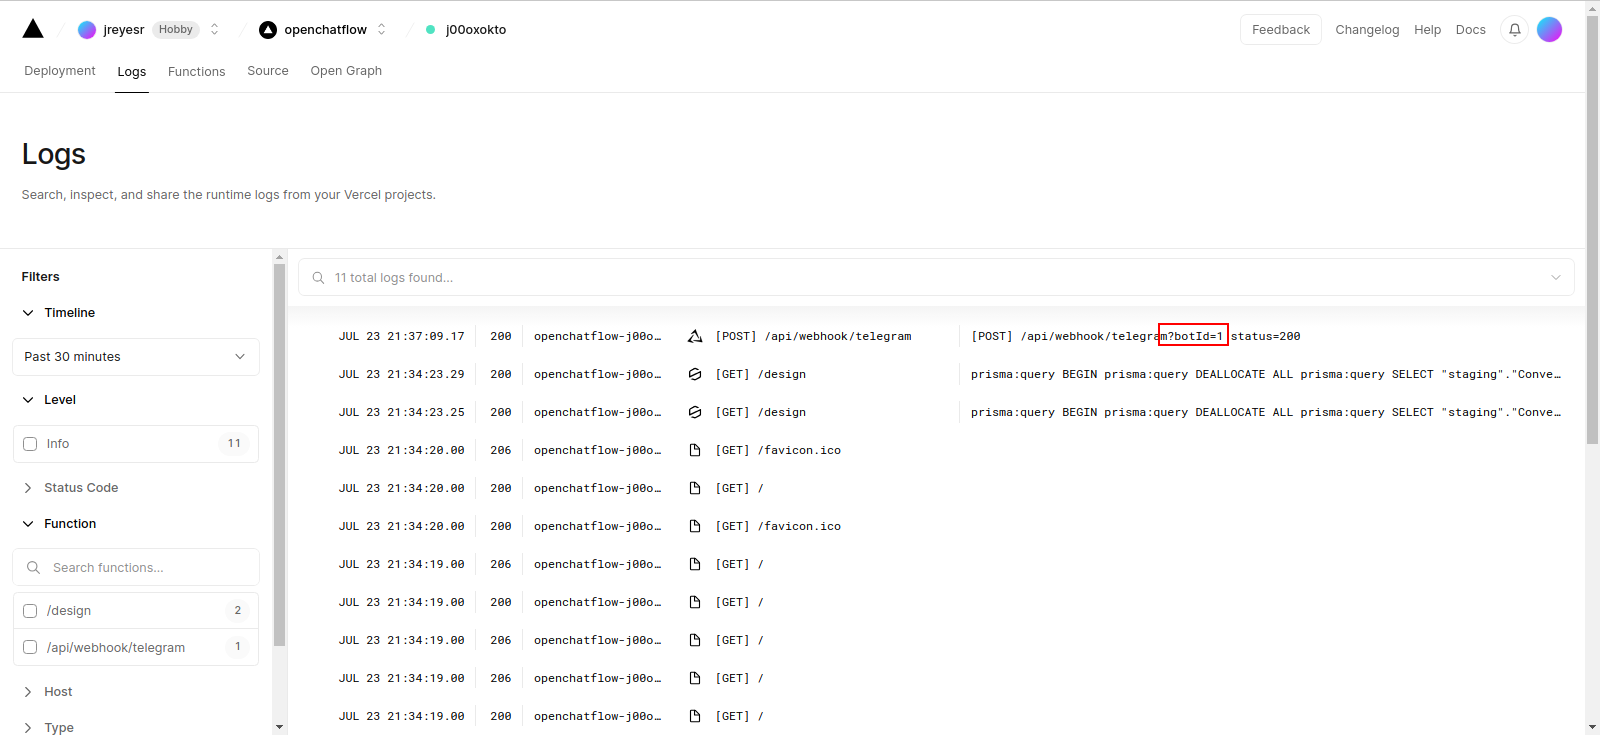 jreyesr Hobby openchatflow j00oxokto Feedback Changelog Help Docs
Deployment Logs Functions Source Open Graph
Logs
Search, inspect, and share the runtime logs from your Vercel projects.
Filters
Timeline
Past 30 minutes
Level
Info 11
Status Code
Function
Search functions...
/design 2
/api/webhook/telegram 1
Host
Type
11 total logs found...
JUL 23 21:37:09.17 200 openchatflow-j00o… [POST] /api/webhook/telegram [POST] /api/webhook/telegram?botId=1 status=200
JUL 23 21:34:23.29 200 openchatflow-j00o… [GET] /design prisma:query BEGIN prisma:query DEALLOCATE ALL prisma:query SELECT "staging"."Conve…
JUL 23 21:34:23.25 200 openchatflow-j00o… [GET] /design prisma:query BEGIN prisma:query DEALLOCATE ALL prisma:query SELECT "staging"."Conve…
JUL 23 21:34:20.00 206 openchatflow-j00o… [GET] /favicon.ico
JUL 23 21:34:20.00 200 openchatflow-j00o… [GET] /
JUL 23 21:34:20.00 200 openchatflow-j00o… [GET] /favicon.ico
JUL 23 21:34:19.00 206 openchatflow-j00o… [GET] /
JUL 23 21:34:19.00 200 openchatflow-j00o… [GET] /
JUL 23 21:34:19.00 206 openchatflow-j00o… [GET] /
JUL 23 21:34:19.00 206 openchatflow-j00o… [GET] /
JUL 23 21:34:19.00 200 openchatflow-j00o… [GET] /